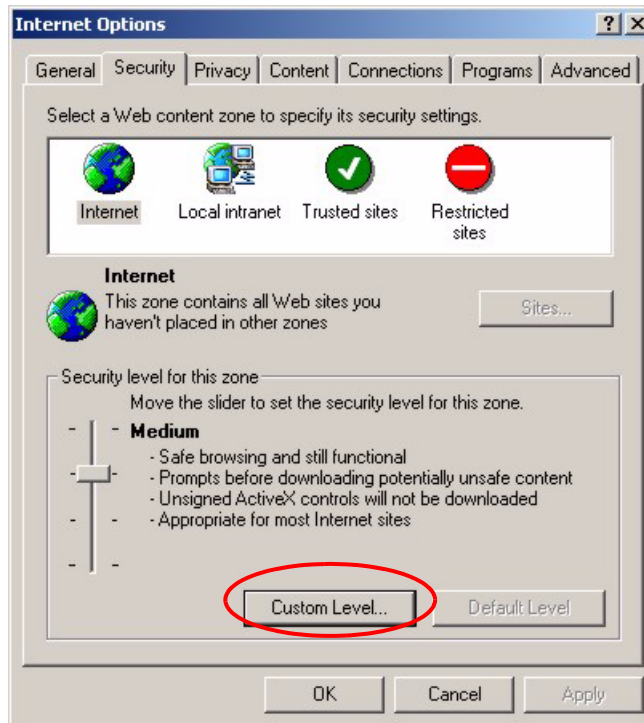 Internet Options
General Security Privacy Content Connections Programs Advanced
Select a Web content zone to specify its security settings.
Internet Local intranet Trusted sites Restricted
sites
Internet
This zone contains all Web sites you
haven't placed in other zones
Sites...
Security level for this zone
Move the slider to set the security level for this zone.
Medium
- Safe browsing and still functional
- Prompts before downloading potentially unsafe content
- Unsigned ActiveX controls will not be downloaded
- Appropriate for most Internet sites
Custom Level... Default Level
OK Cancel Apply